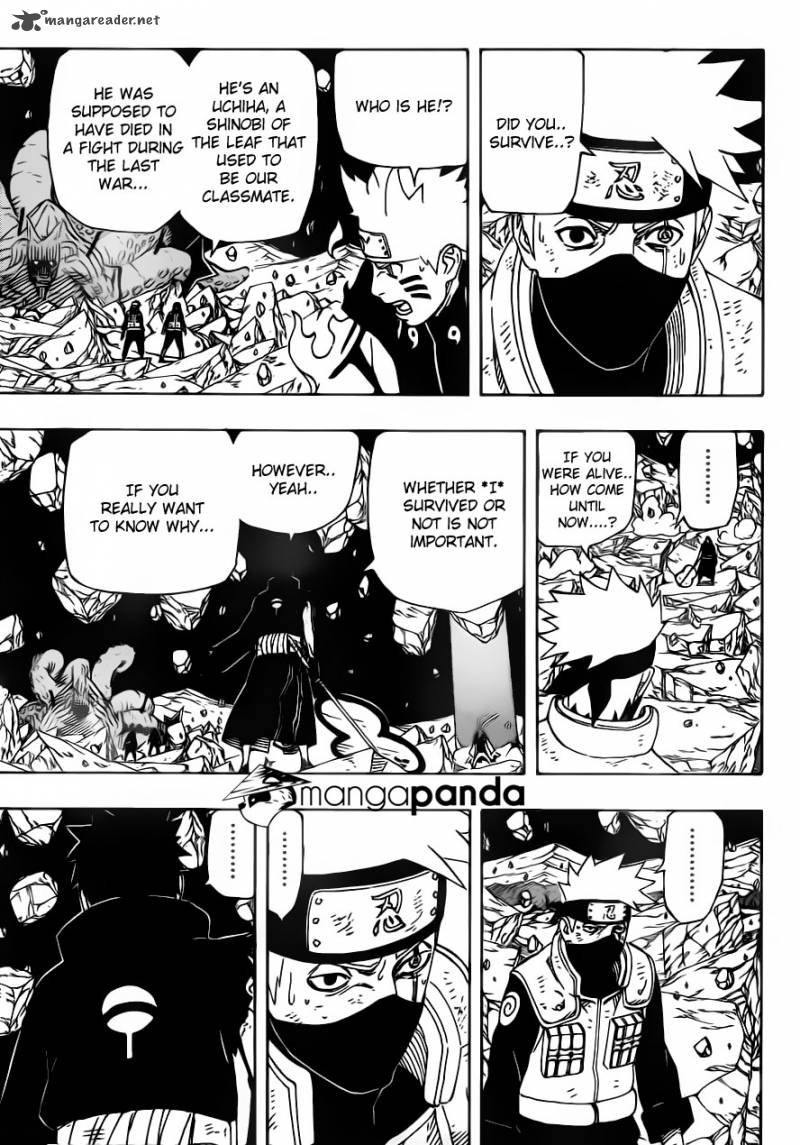 mangareader.net
DID YOU..
SURVIVE..?
忍
WHO IS HE!?
HE'S AN
UCHIHA, A
SHINOBI OF
THE LEAF THAT
USED TO
BE OUR
CLASSMATE.
HE WAS
SUPPOSED TO
HAVE DIED IN
A FIGHT DURING
THE LAST
WAR...
.........
IF YOU
WERE ALIVE..
HOW COME
UNTIL
NOW....?
WHETHER *I*
SURVIVED OR
NOT IS NOT
IMPORTANT.
HOWEVER..
YEAH..
IF YOU
REALLY WANT
TO KNOW WHY...
mangapanda
.........
忍
.........
忍
.........